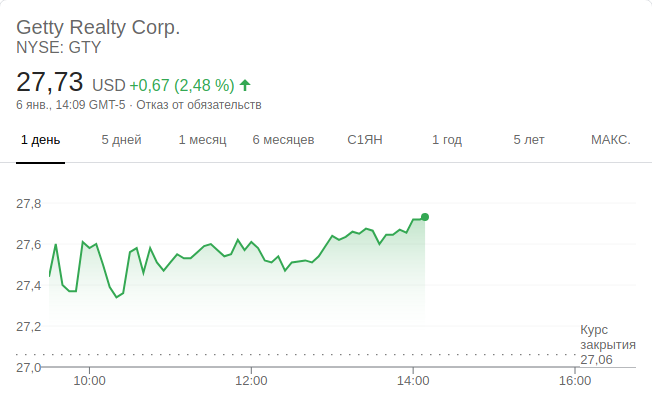 Getty Realty Corp.
NYSE: GTY
27,73 USD +0,67 (2,48 %)
6 янв., 14:09 GMT-5 · Отказ от обязательств
1 день 5 дней 1 месяц 6 месяцев С1ЯН 1 год 5 лет МАКС.
27,8
27,6
27,4
27,2
27,0
Курс
закрытия
27,06
10:00 12:00 14:00 16:00